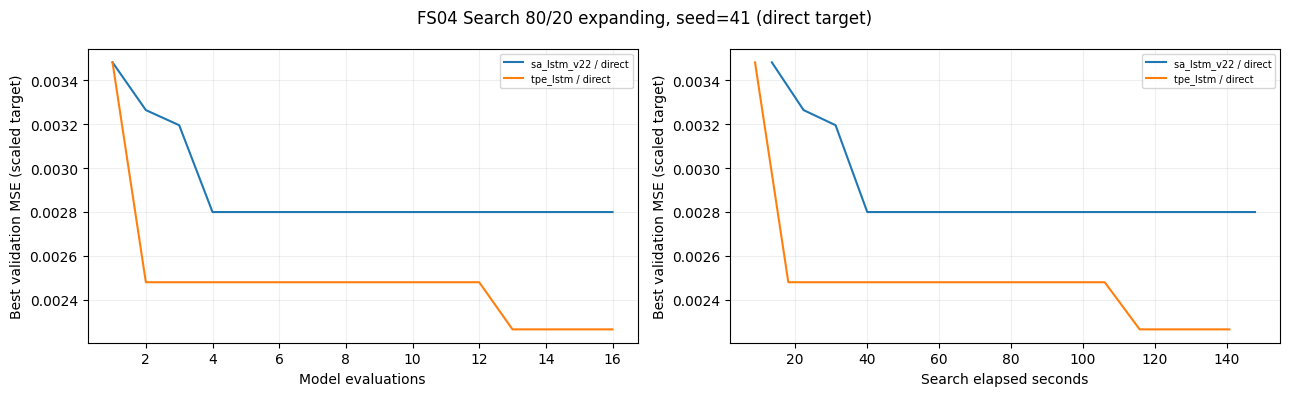 FS04 Search 80/20 expanding, seed=41 (direct target)
Best validation MSE (scaled target)
0.0034
0.0032
0.0030
0.0028
0.0026
0.0024
sa_lstm_v22 / direct
tpe_lstm / direct
2 4 6 8 10 12 14 16
Model evaluations
Best validation MSE (scaled target)
0.0034
0.0032
0.0030
0.0028
0.0026
0.0024
sa_lstm_v22 / direct
tpe_lstm / direct
20 40 60 80 100 120 140
Search elapsed seconds